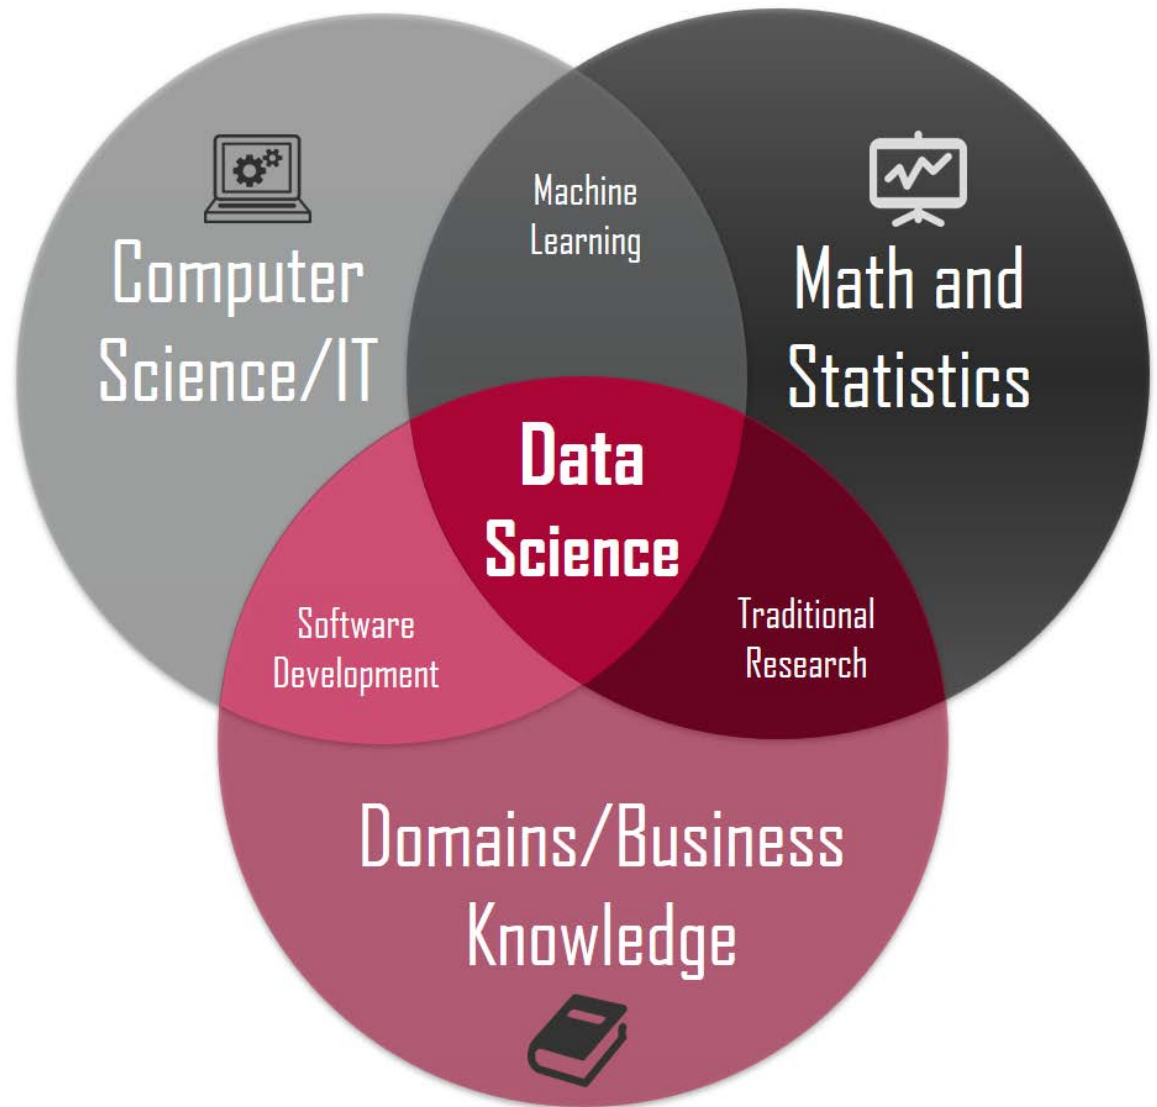 Machine
Learning
Computer
Science/IT
Math and
Statistics
Data
Science
Software
Development
Traditional
Research
Domains/Business
Knowledge